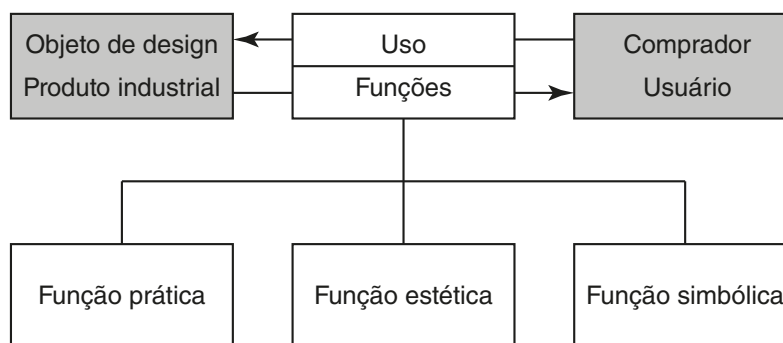 Objeto de design
Produto industrial
Uso
Funções
Comprador
Usuário
Função prática
Função estética
Função simbólica